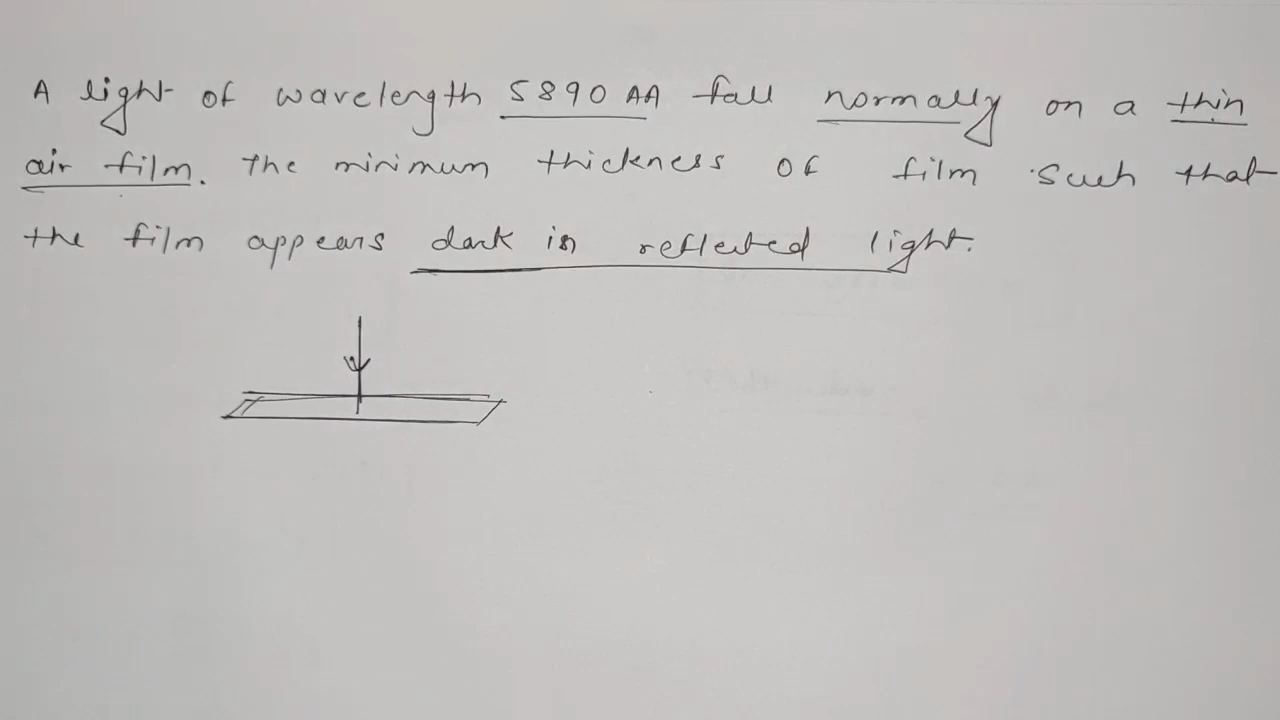 A light of wavelength 5890 AA fall normally on a thin
air film. The minimum thickness of film such that
the film appears dark in reflected light.